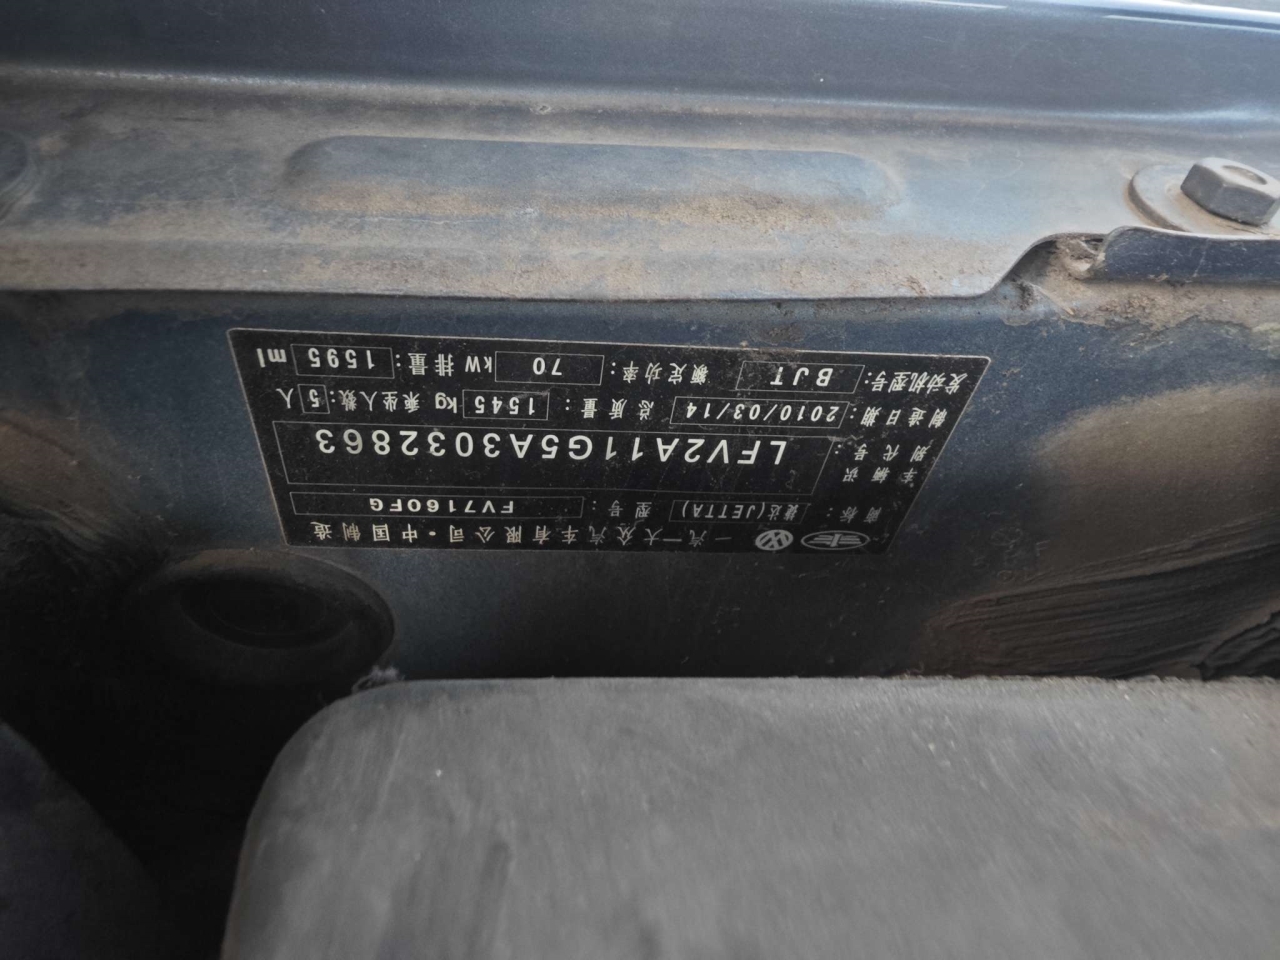 一汽一大众汽车有限公司·中国制造
商标: 捷达(JETTA) 型号: FV7160FG
车辆识别代号: LFV2A11G5A3032863
制造日期: 2010/03/14 总质量: 1545 kg 乘坐人数: 5 人
发动机型号: BJT 额定功率: 70 kW 排量: 1595 ml